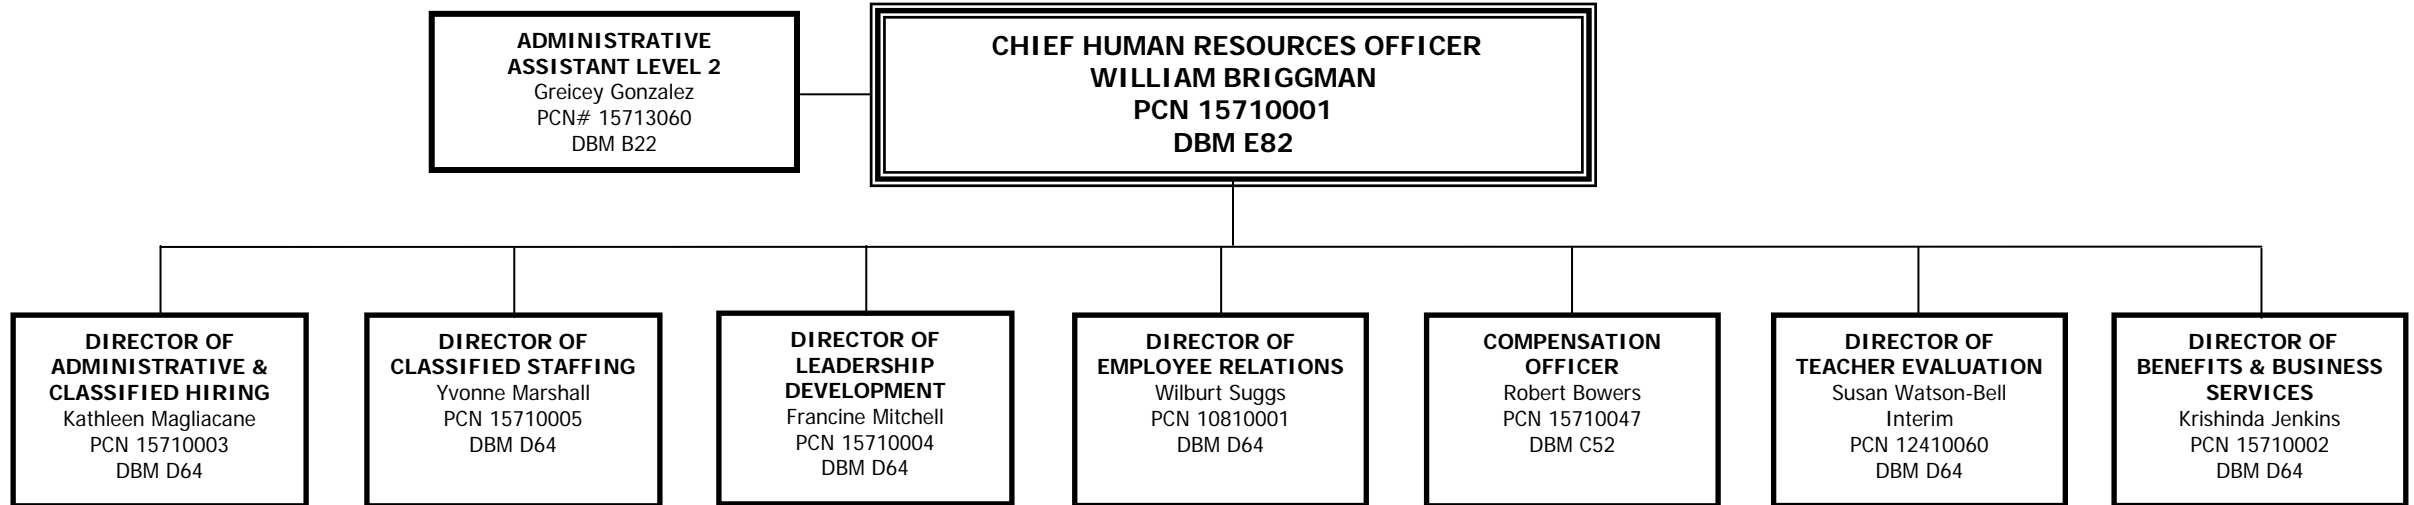 ADMINISTRATIVE
ASSISTANT LEVEL 2
Greicey Gonzalez
PCN# 15713060
DBM B22
CHIEF HUMAN RESOURCES OFFICER
WILLIAM BRIGGMAN
PCN 15710001
DBM E82
DIRECTOR OF
ADMINISTRATIVE &
CLASSIFIED HIRING
Kathleen Magliacane
PCN 15710003
DBM D64
DIRECTOR OF
CLASSIFIED STAFFING
Yvonne Marshall
PCN 15710005
DBM D64
DIRECTOR OF
LEADERSHIP
DEVELOPMENT
Francine Mitchell
PCN 15710004
DBM D64
DIRECTOR OF
EMPLOYEE RELATIONS
Wilburt Suggs
PCN 10810001
DBM D64
COMPENSATION
OFFICER
Robert Bowers
PCN 15710047
DBM C52
DIRECTOR OF
TEACHER EVALUATION
Susan Watson-Bell
Interim
PCN 12410060
DBM D64
DIRECTOR OF
BENEFITS & BUSINESS
SERVICES
Krishinda Jenkins
PCN 15710002
DBM D64